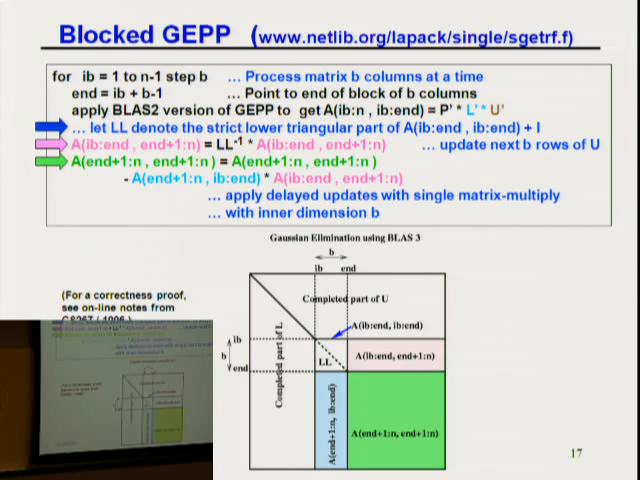 Blocked GEPP (www.netlib.org/lapack/single/sgetrf.f)
for ib = 1 to n-1 step b … Process matrix b columns at a time
end = ib + b-1 … Point to end of block of b columns
apply BLAS2 version of GEPP to get A(ib:n , ib:end) = P' * L' * U'
… let LL denote the strict lower triangular part of A(ib:end , ib:end) + I
A(ib:end , end+1:n) = LL-1 * A(ib:end , end+1:n) … update next b rows of U
A(end+1:n , end+1:n ) = A(end+1:n , end+1:n )
- A(end+1:n , ib:end) * A(ib:end , end+1:n)
… apply delayed updates with single matrix-multiply
… with inner dimension b
Gaussian Elimination using BLAS 3
b
ib end
(For a correctness proof,
see on-line notes from
CS267 / 1996.)
Completed part of U
A(ib:end, ib:end)
ib
b
end
Completed part of L
LL
A(ib:end, end+1:n)
A(end+1:n, ib:end)
A(end+1:n, end+1:n)
17